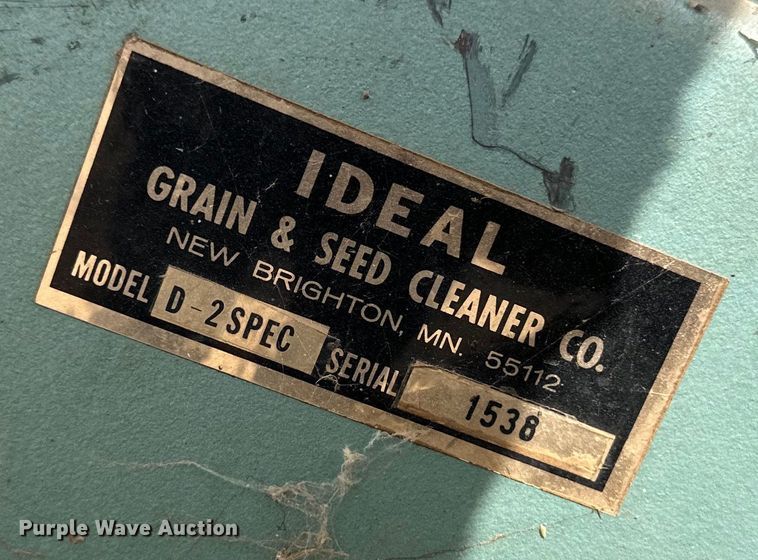 IDEAL
GRAIN & SEED CLEANER CO.
NEW BRIGHTON, MN. 55112
MODEL D-2SPEC SERIAL 1538
Purple Wave Auction